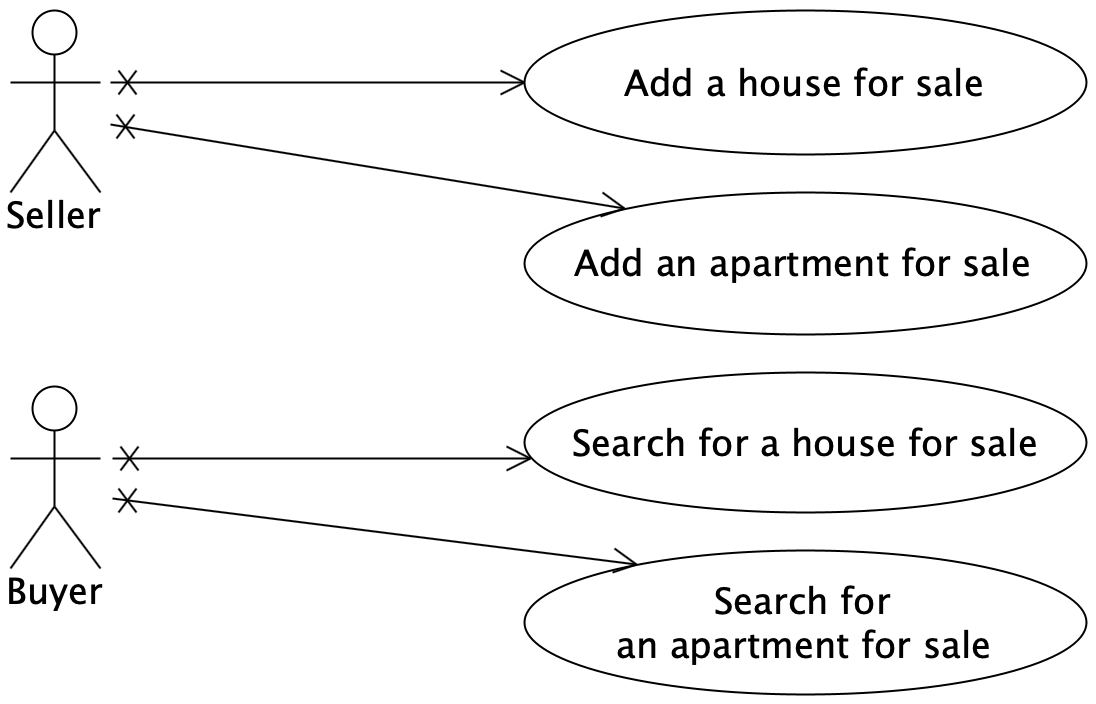 Add a house for sale
Seller
Add an apartment for sale
Search for a house for sale
Buyer
Search for
an apartment for sale